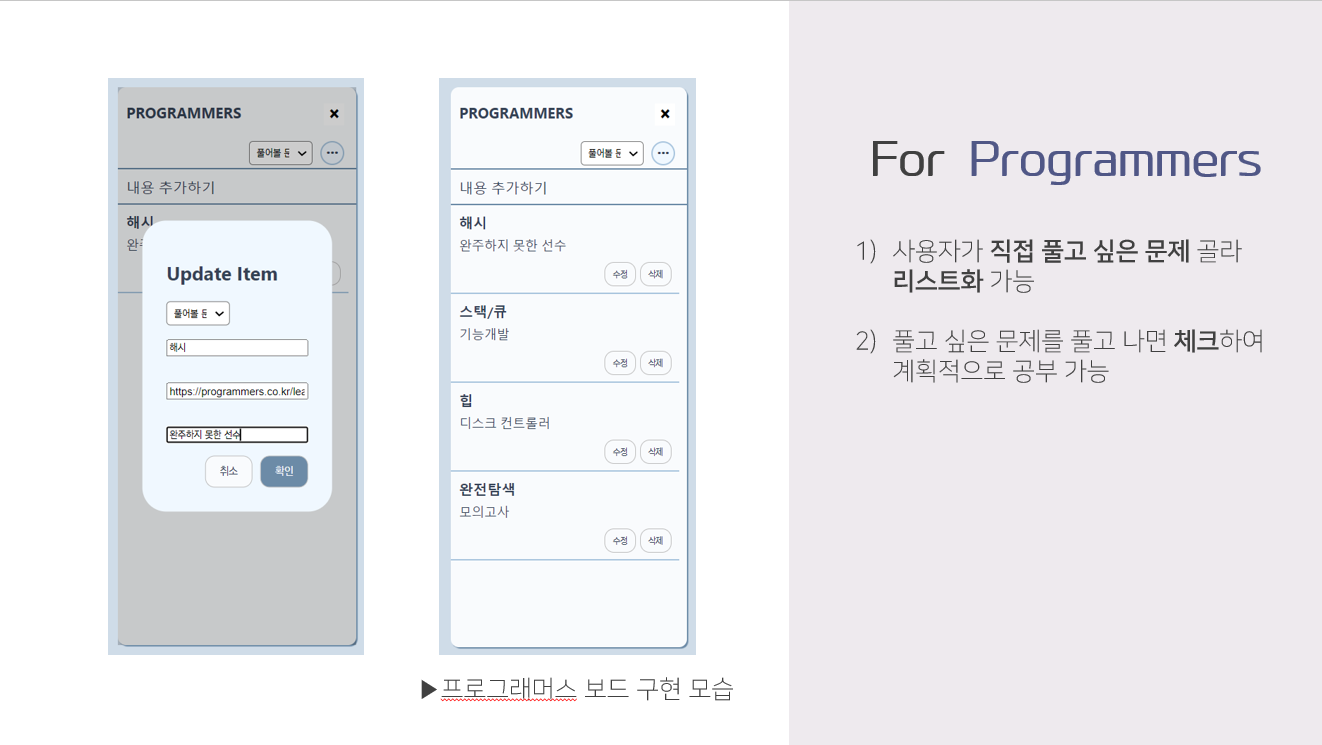 PROGRAMMERS
풀어볼 문
내용 추가하기
해시
완
Update Item
풀어볼 문
해시
https://programmers.co.kr/lea
완주하지 못한 선수
취소 확인
PROGRAMMERS
풀어볼 문
내용 추가하기
해시
완주하지 못한 선수
수정 삭제
스택/큐
기능개발
수정 삭제
힙
디스크 컨트롤러
수정 삭제
완전탐색
모의고사
수정 삭제
▶프로그래머스 보드 구현 모습
For Programmers
1) 사용자가 직접 풀고 싶은 문제 골라
리스트화 가능
2) 풀고 싶은 문제를 풀고 나면 체크하여
계획적으로 공부 가능